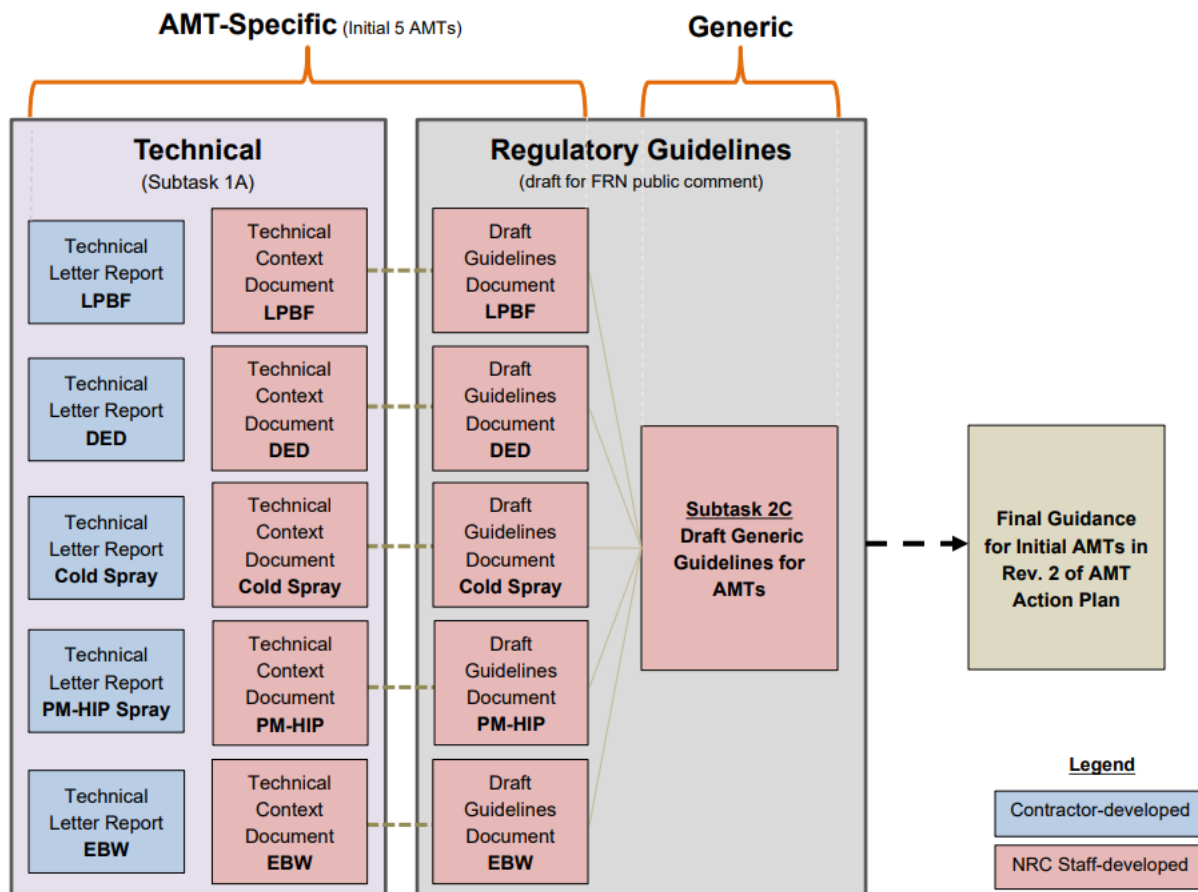 AMT-Specific (Initial 5 AMTs)
Generic
Technical
(Subtask 1A)
Regulatory Guidelines
(draft for FRN public comment)
Technical
Letter Report
LPBF
Technical
Context
Document
LPBF
Draft
Guidelines
Document
LPBF
Technical
Letter Report
DED
Technical
Context
Document
DED
Draft
Guidelines
Document
DED
Technical
Letter Report
Cold Spray
Technical
Context
Document
Cold Spray
Draft
Guidelines
Document
Cold Spray
Technical
Letter Report
PM-HIP Spray
Technical
Context
Document
PM-HIP
Draft
Guidelines
Document
PM-HIP
Technical
Letter Report
EBW
Technical
Context
Document
EBW
Draft
Guidelines
Document
EBW
Subtask 2C
Draft Generic
Guidelines for
AMTs
Final Guidance
for Initial AMTs in
Rev. 2 of AMT
Action Plan
Legend
Contractor-developed
NRC Staff-developed